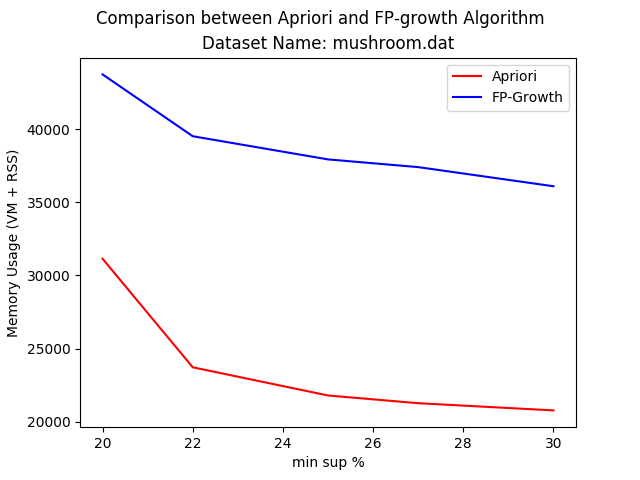 Comparison between Apriori and FP-growth Algorithm
Dataset Name: mushroom.dat
Apriori
FP-Growth
Memory Usage (VM + RSS)
40000
35000
30000
25000
20000
20 22 24 26 28 30
min sup %